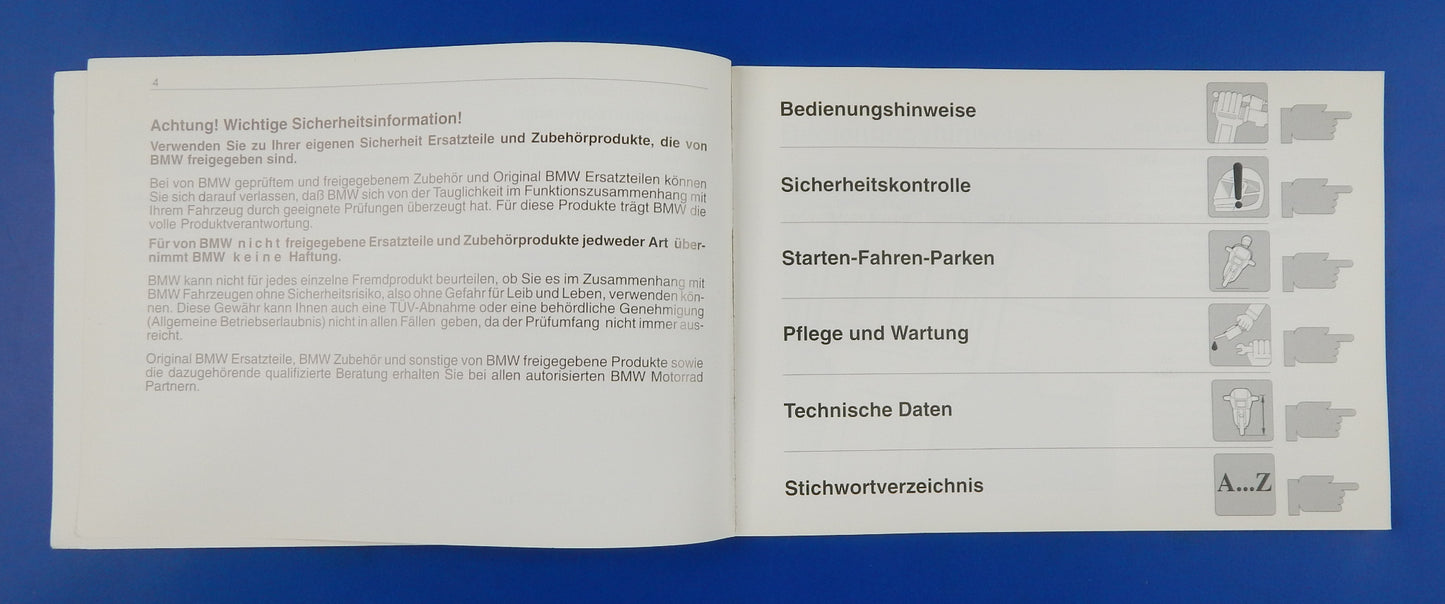 4
Achtung! Wichtige Sicherheitsinformation!
Verwenden Sie zu Ihrer eigenen Sicherheit Ersatzteile und Zubehörprodukte, die von
BMW freigegeben sind.
Bei von BMW geprüftem und freigegebenem Zubehör und Original BMW Ersatzteilen können
Sie sich darauf verlassen, daß BMW sich von der Tauglichkeit im Funktionszusammenhang mit
Ihrem Fahrzeug durch geeignete Prüfungen überzeugt hat. Für diese Produkte trägt BMW die
volle Produktverantwortung.
Für von BMW n i c h t freigegebene Ersatzteile und Zubehörprodukte jedweder Art über-
nimmt BMW k e i n e Haftung.
BMW kann nicht für jedes einzelne Fremdprodukt beurteilen, ob Sie es im Zusammenhang mit
BMW Fahrzeugen ohne Sicherheitsrisiko, also ohne Gefahr für Leib und Leben, verwenden kön-
nen. Diese Gewähr kann Ihnen auch eine TÜV-Abnahme oder eine behördliche Genehmigung
(Allgemeine Betriebserlaubnis) nicht in allen Fällen geben, da der Prüfumfang nicht immer aus-
reicht.
Original BMW Ersatzteile, BMW Zubehör und sonstige von BMW freigegebene Produkte sowie
die dazugehörende qualifizierte Beratung erhalten Sie bei allen autorisierten BMW Motorrad
Partnern.
Bedienungshinweise
Sicherheitskontrolle
Starten-Fahren-Parken
Pflege und Wartung
Technische Daten
Stichwortverzeichnis
A...Z